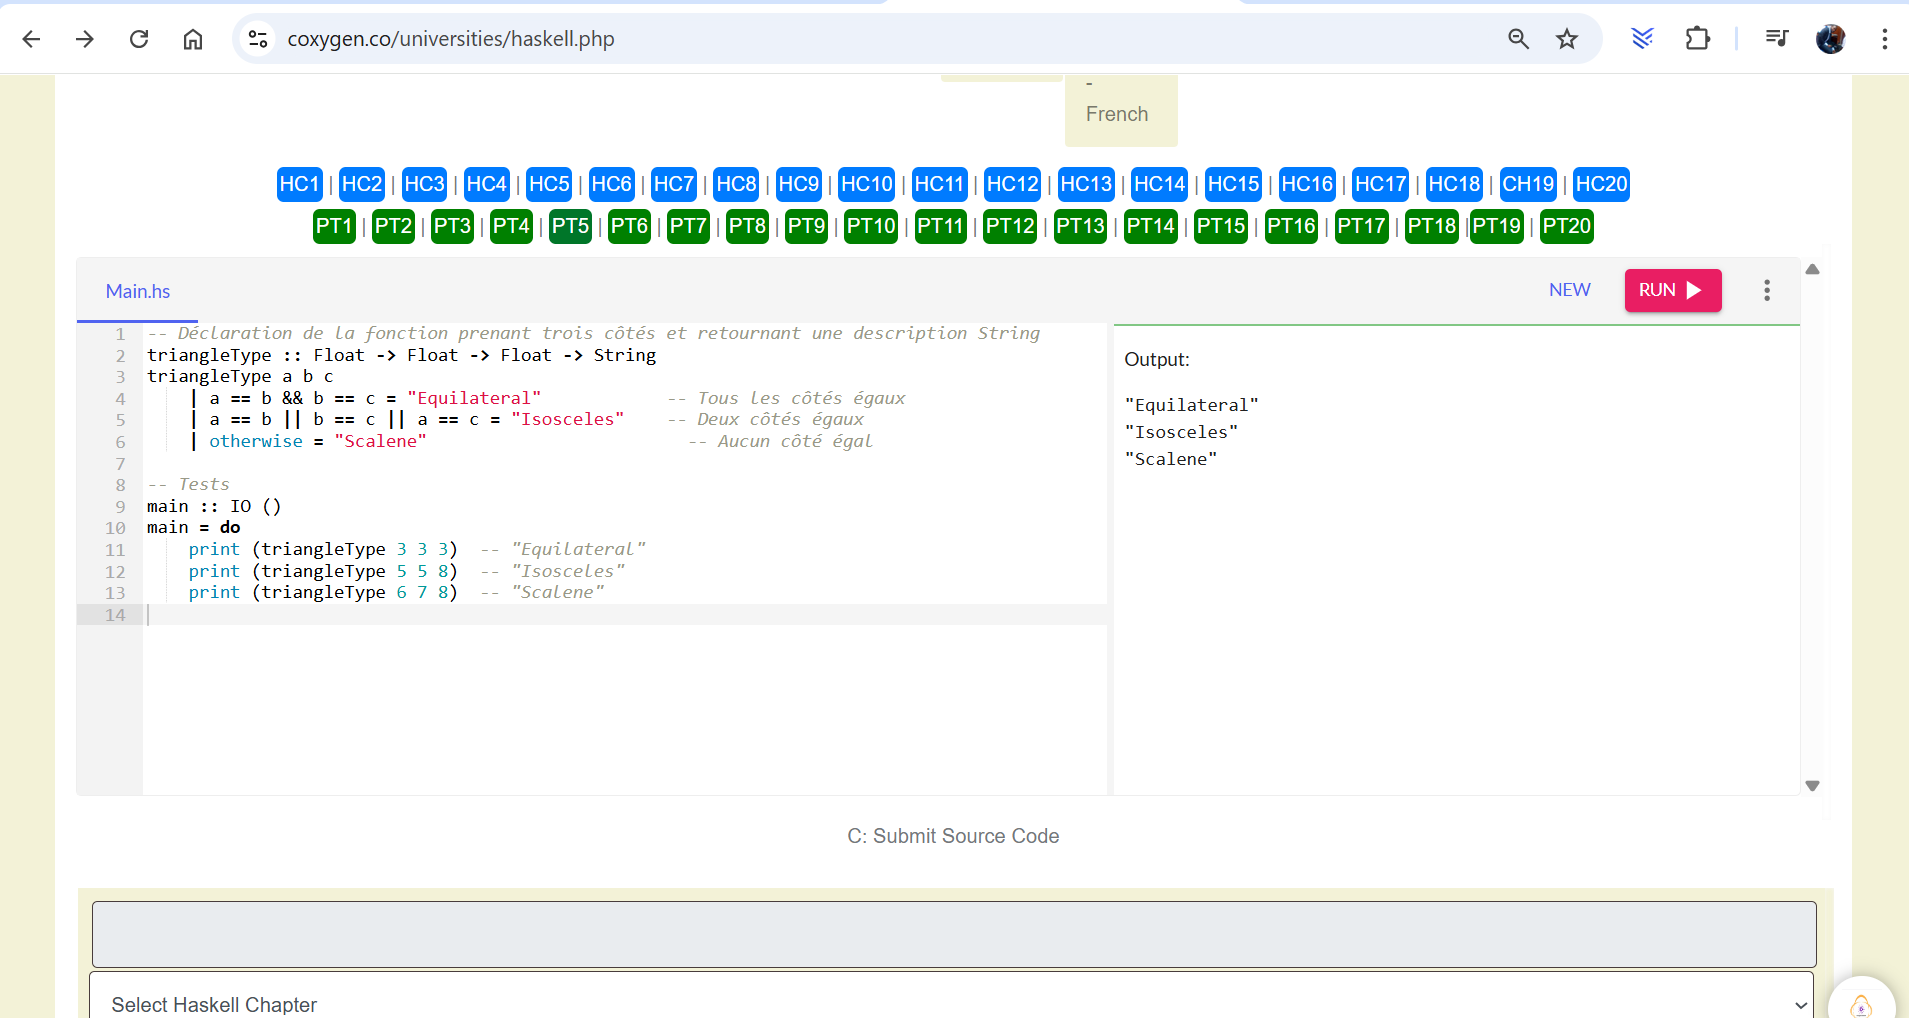 coxygen.co/universities/haskell.php
-
French
HC1 | HC2 | HC3 | HC4 | HC5 | HC6 | HC7 | HC8 | HC9 | HC10 | HC11 | HC12 | HC13 | HC14 | HC15 | HC16 | HC17 | HC18 | CH19 | HC20
PT1 | PT2 | PT3 | PT4 | PT5 | PT6 | PT7 | PT8 | PT9 | PT10 | PT11 | PT12 | PT13 | PT14 | PT15 | PT16 | PT17 | PT18 |PT19 | PT20
Main.hs
NEW
RUN
1 -- Déclaration de la fonction prenant trois côtés et retournant une description String
2 triangleType :: Float -> Float -> Float -> String
3 triangleType a b c
4     | a == b && b == c = "Equilateral"            -- Tous les côtés égaux
5     | a == b || b == c || a == c = "Isosceles"    -- Deux côtés égaux
6     | otherwise = "Scalene"                         -- Aucun côté égal
7
8 -- Tests
9 main :: IO ()
10 main = do
11     print (triangleType 3 3 3)  -- "Equilateral"
12     print (triangleType 5 5 8)  -- "Isosceles"
13     print (triangleType 6 7 8)  -- "Scalene"
14
Output:
"Equilateral"
"Isosceles"
"Scalene"
C: Submit Source Code
Select Haskell Chapter